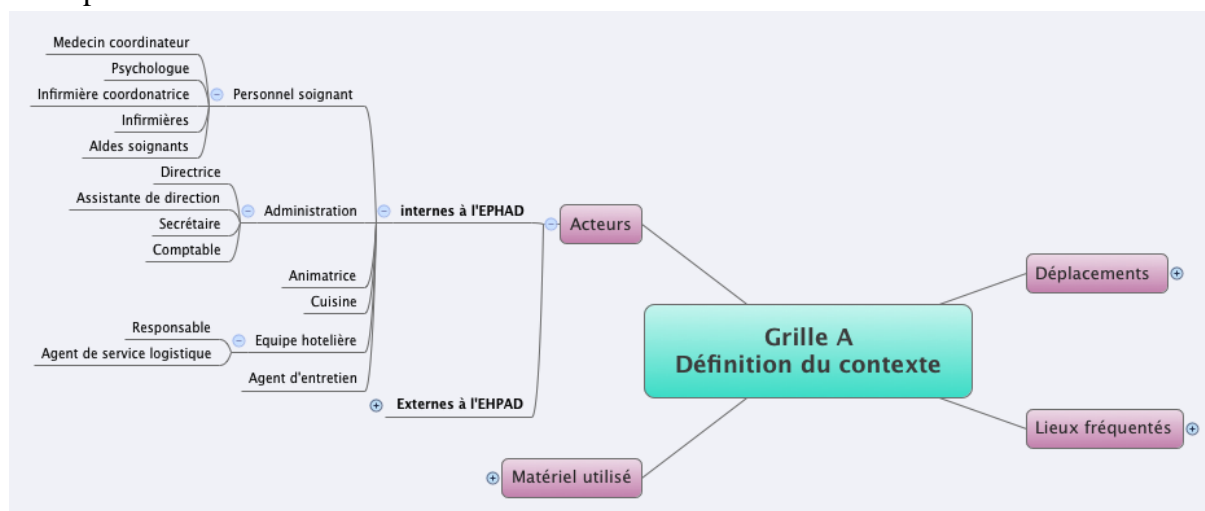 Medecin coordinateur
Psychologue
Infirmière coordonatrice
Infirmières
AIdes soignants
Personnel soignant
Directrice
Assistante de direction
Secrétaire
Comptable
Administration
Animatrice
Cuisine
Responsable
Agent de service logistique
Equipe hotelière
Agent d'entretien
internes à l'EPHAD
Externes à l'EHPAD
Acteurs
Matériel utilisé
Grille A
Définition du contexte
Déplacements
Lieux fréquentés